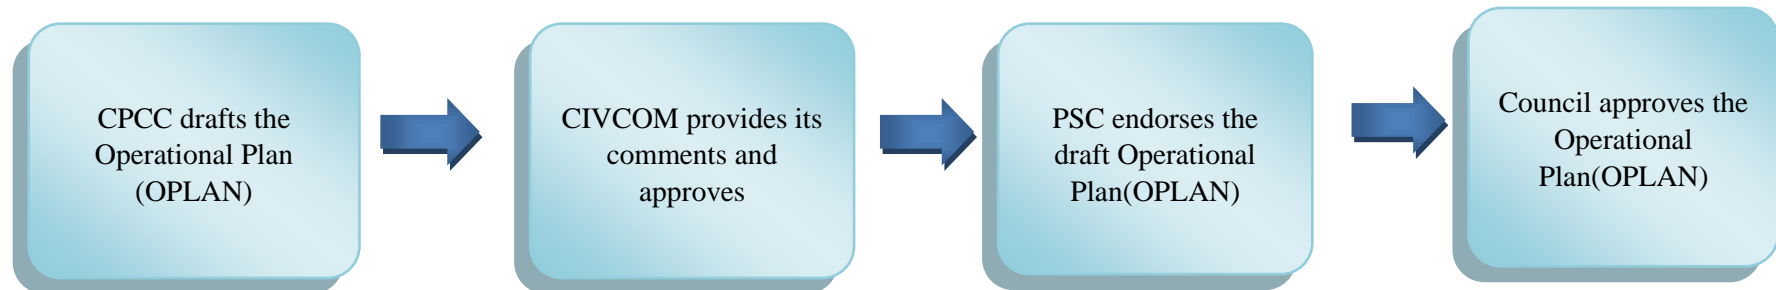 CPCC drafts the
Operational Plan
(OPLAN)
CIVCOM provides its
comments and
approves
PSC endorses the
draft Operational
Plan(OPLAN)
Council approves the
Operational
Plan(OPLAN)